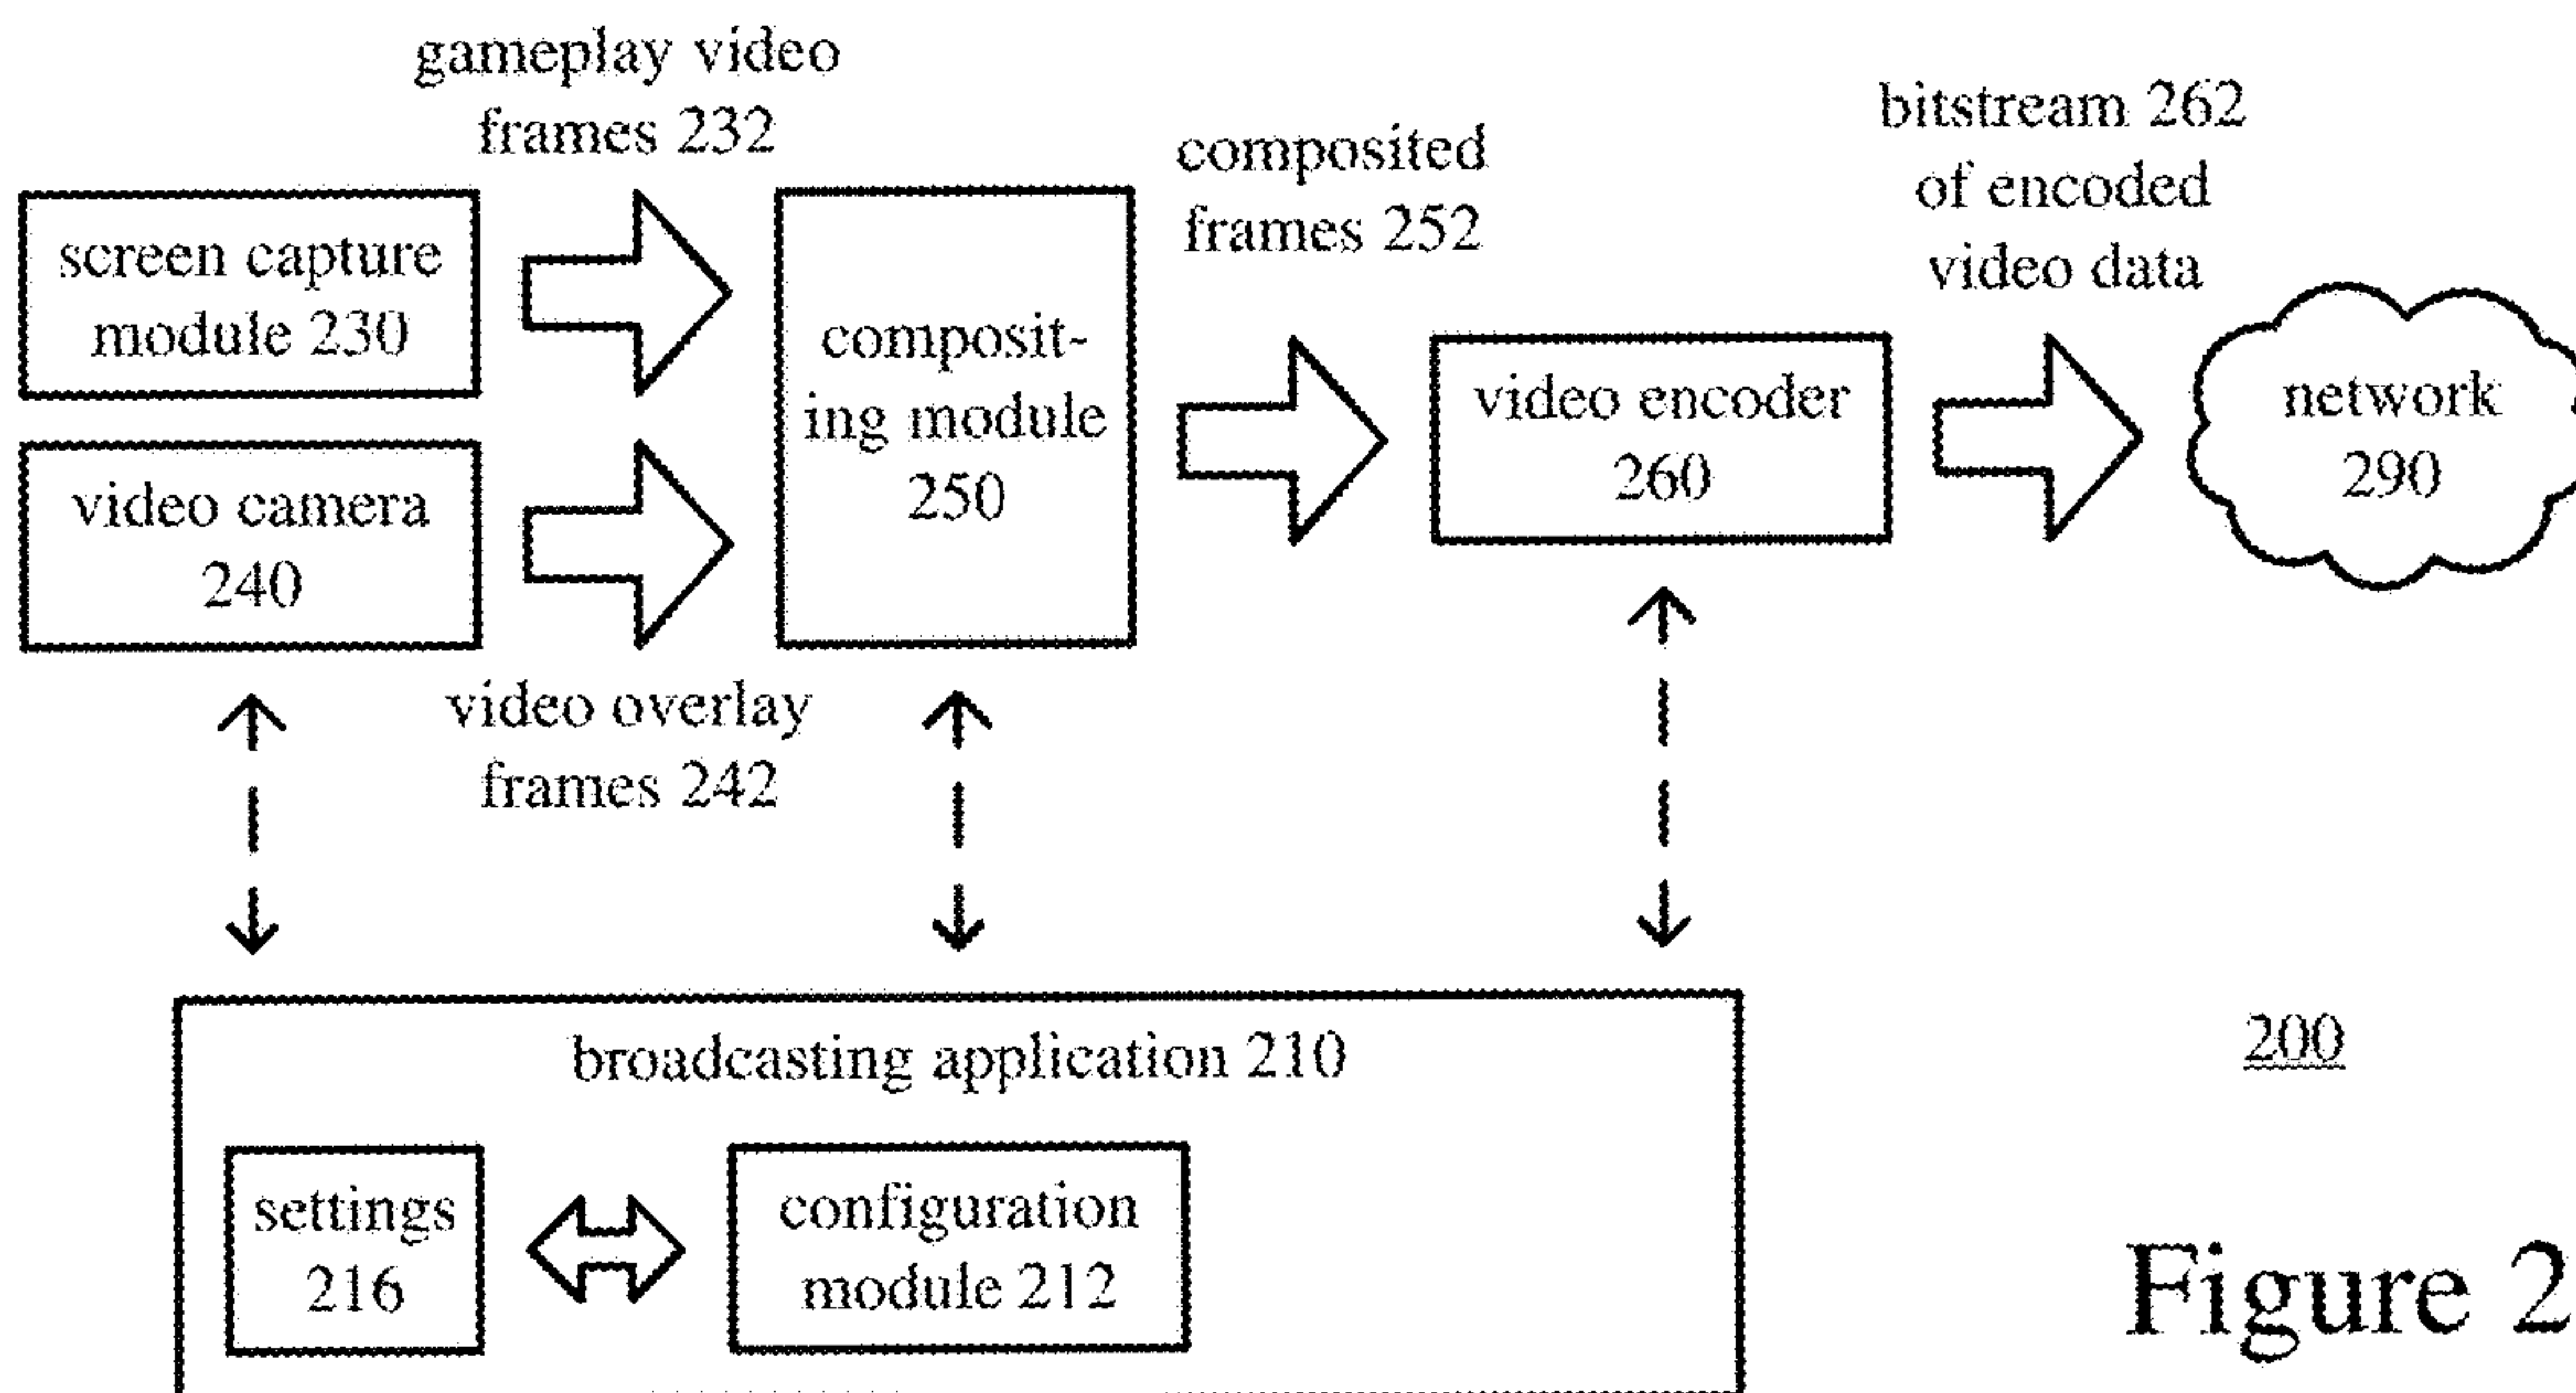 gameplay video
frames 232
screen capture
module 230
video camera
240
video overlay
frames 242
composit-
ing module
250
composited
frames 252
video encoder
260
bitstream 262
of encoded
video data
network
290
broadcasting application 210
settings
216
configuration
module 212
200
Figure 2